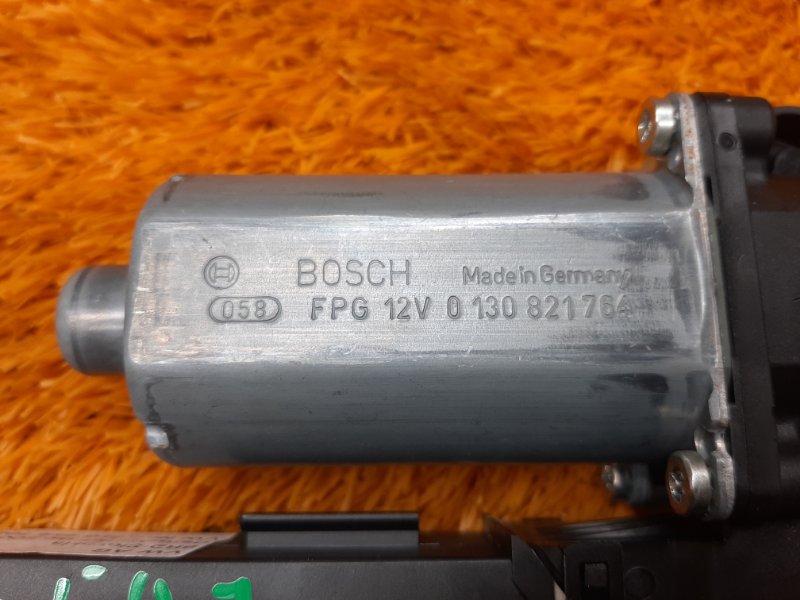 BOSCH Made in Germany
058 FPG 12V 0 130 821 764